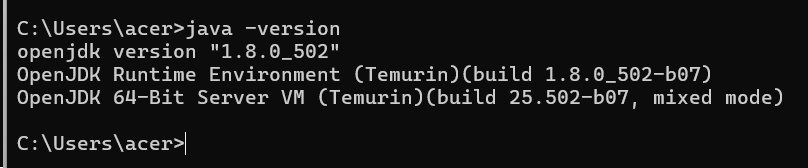 C:\Users\acer>java -version
openjdk version "1.8.0_502"
OpenJDK Runtime Environment (Temurin)(build 1.8.0_502-b07)
OpenJDK 64-Bit Server VM (Temurin)(build 25.502-b07, mixed mode)
C:\Users\acer>